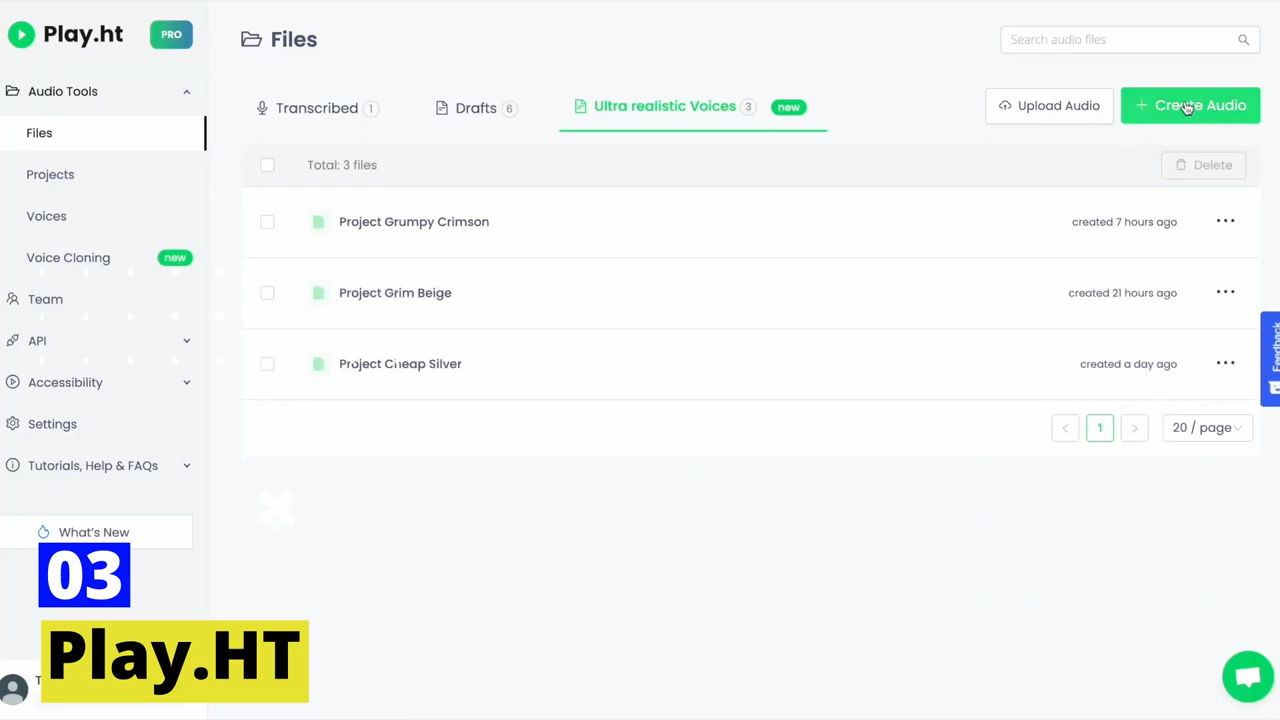 Play.ht PRO
Files
Search audio files
Audio Tools
Transcribed 1
Drafts 6
Ultra realistic Voices 3 new
Upload Audio
+ Create Audio
Files
Total: 3 files
Delete
Projects
Voices
Project Grumpy Crimson
created 7 hours ago
Voice Cloning new
Team
Project Grim Beige
created 21 hours ago
API
Project Cheap Silver
created a day ago
Feedback
Accessibility
Settings
< 1 > 20 / page
Tutorials, Help & FAQs
What's New
03
Play.HT